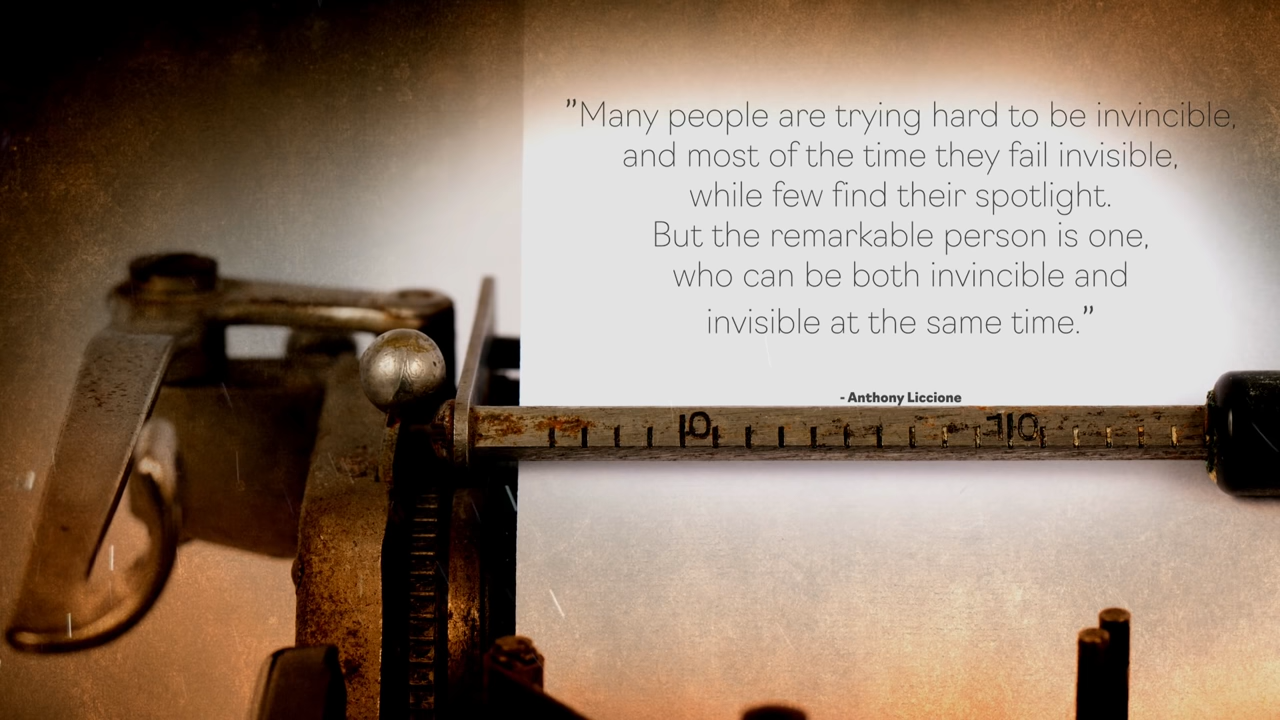 ”Many people are trying hard to be invincible,
and most of the time they fail invisible,
while few find their spotlight.
But the remarkable person is one,
who can be both invincible and
invisible at the same time.”
- Anthony Liccione
5 10